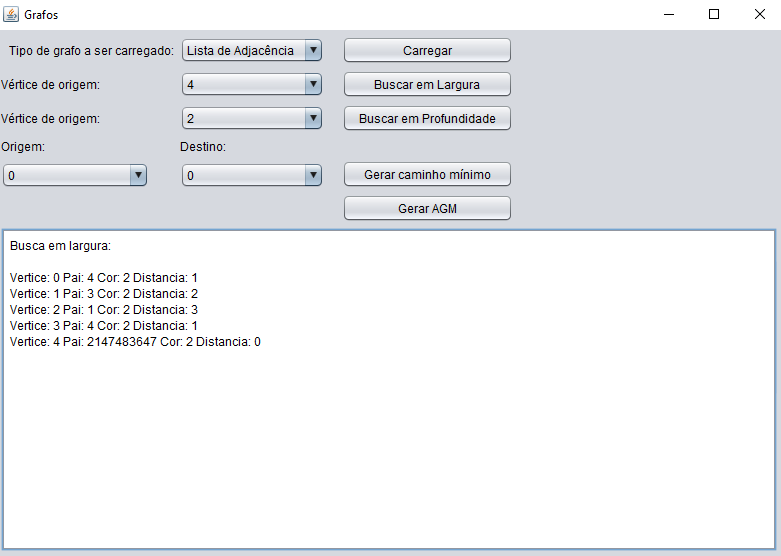 Grafos
Tipo de grafo a ser carregado: Lista de Adjacência Carregar
Vértice de origem: 4 Buscar em Largura
Vértice de origem: 2 Buscar em Profundidade
Origem: Destino:
0 0 Gerar caminho mínimo
Gerar AGM
Busca em largura:
Vertice: 0 Pai: 4 Cor: 2 Distancia: 1
Vertice: 1 Pai: 3 Cor: 2 Distancia: 2
Vertice: 2 Pai: 1 Cor: 2 Distancia: 3
Vertice: 3 Pai: 4 Cor: 2 Distancia: 1
Vertice: 4 Pai: 2147483647 Cor: 2 Distancia: 0